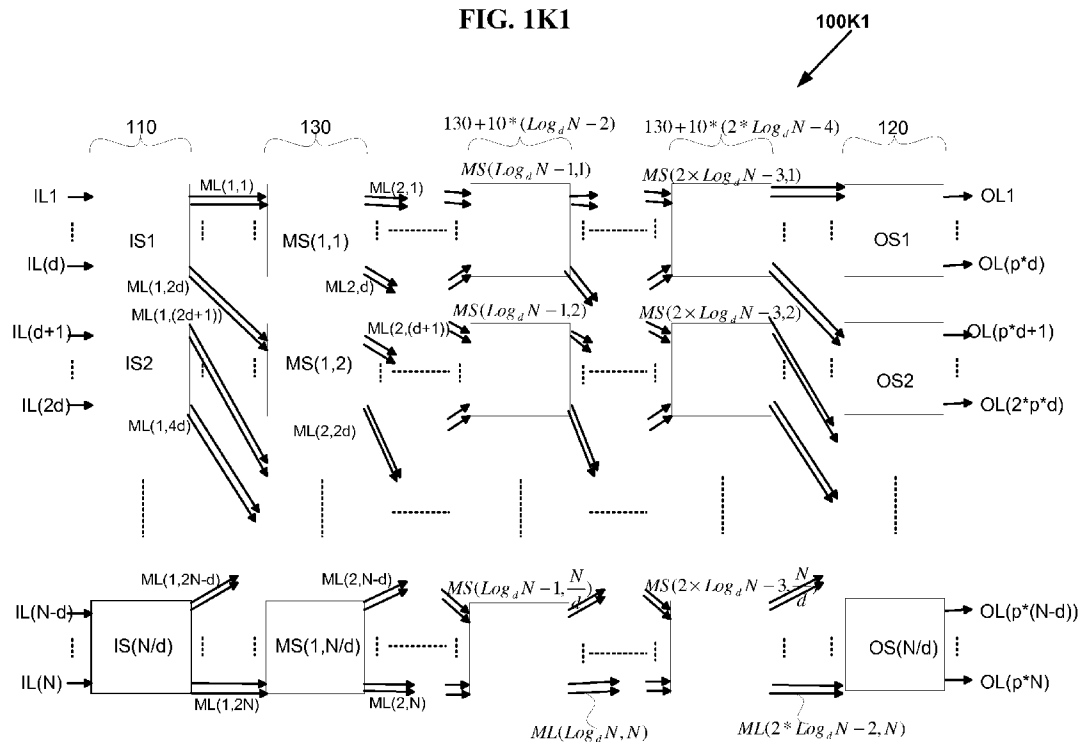 FIG. 1K1
100K1
110
130
130+10*(Log_d N−2)
130+10*(2*Log_d N−4)
120
MS(Log_d N−1,1)
MS(2×Log_d N−3,1)
IL1
ML(1,1)
ML(2,1)
OL1
IS1
MS(1,1)
OS1
IL(d)
OL(p*d)
ML(1,2d)
ML2,d)
ML(1,(2d+1))
ML(2,(d+1))
MS(Log_d N−1,2)
MS(2×Log_d N−3,2)
IL(d+1)
OL(p*d+1)
IS2
MS(1,2)
OS2
IL(2d)
OL(2*p*d)
ML(1,4d)
ML(2,2d)
ML(1,2N-d)
ML(2,N-d)
MS(Log_d N−1,N/d)
MS(2×Log_d N−3,N/d)
IL(N-d)
OL(p*(N-d))
IS(N/d)
MS(1,N/d)
OS(N/d)
IL(N)
OL(p*N)
ML(1,2N)
ML(2,N)
ML(Log_d N,N)
ML(2*Log_d N−2,N)